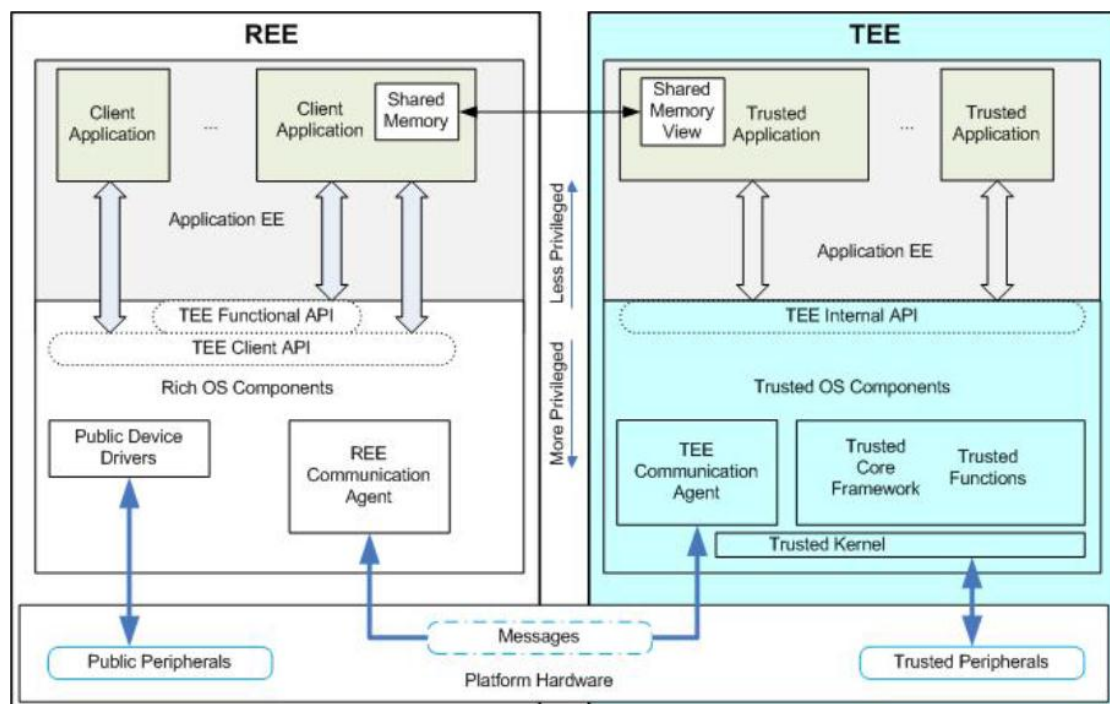 REE
TEE
Client
Application
...
Client
Application
Shared
Memory
Shared
Memory
View
Trusted
Application
...
Trusted
Application
Application EE
Application EE
Less Privileged
More Privileged
TEE Functional API
TEE Client API
TEE Internal API
Rich OS Components
Trusted OS Components
Public Device
Drivers
REE
Communication
Agent
TEE
Communication
Agent
Trusted
Core
Framework
Trusted
Functions
Trusted Kernel
Messages
Public Peripherals
Trusted Peripherals
Platform Hardware